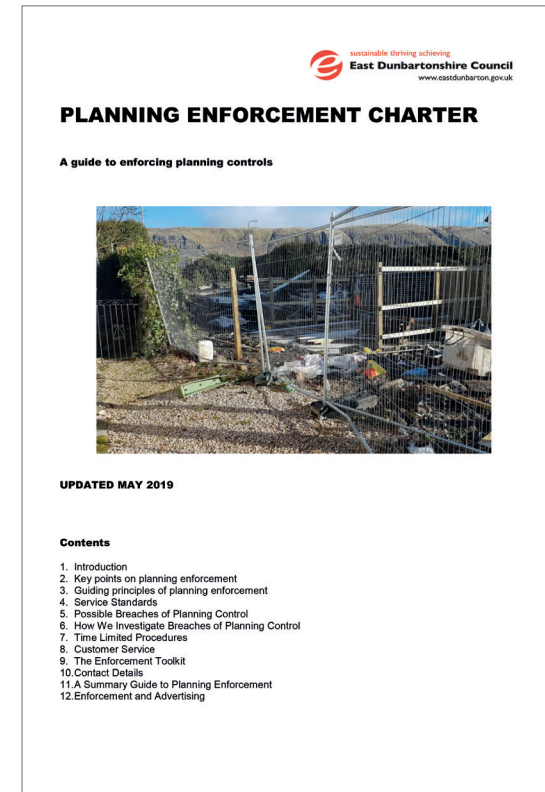 sustainable thriving achieving
East Dunbartonshire Council
www.eastdunbarton.gov.uk
PLANNING ENFORCEMENT CHARTER
A guide to enforcing planning controls
UPDATED MAY 2019
Contents
1. Introduction
2. Key points on planning enforcement
3. Guiding principles of planning enforcement
4. Service Standards
5. Possible Breaches of Planning Control
6. How We Investigate Breaches of Planning Control
7. Time Limited Procedures
8. Customer Service
9. The Enforcement Toolkit
10.Contact Details
11.A Summary Guide to Planning Enforcement
12.Enforcement and Advertising